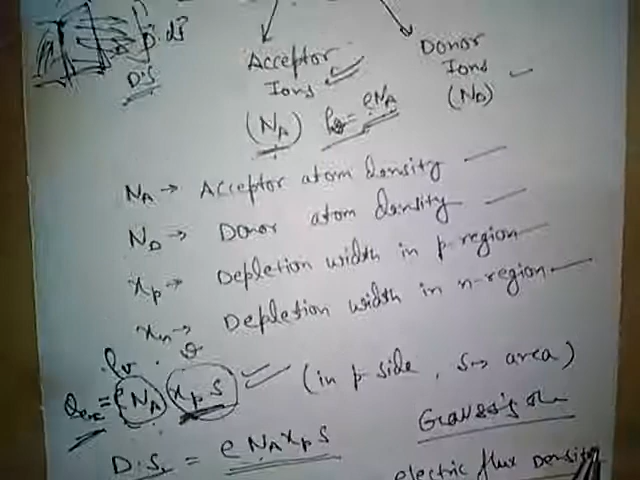 p. ds
D.S
Acceptor Ions
(NA) ρv = eNA
Donor Ions
(ND)
NA → Acceptor atom density
ND → Donor atom density
xp → Depletion width in p region
xn → Depletion width in n-region
ρv . v
Qenc = eNA xp S (in p side, S → area)
Gauss's
D.S = e NA xp S
electric flux Density